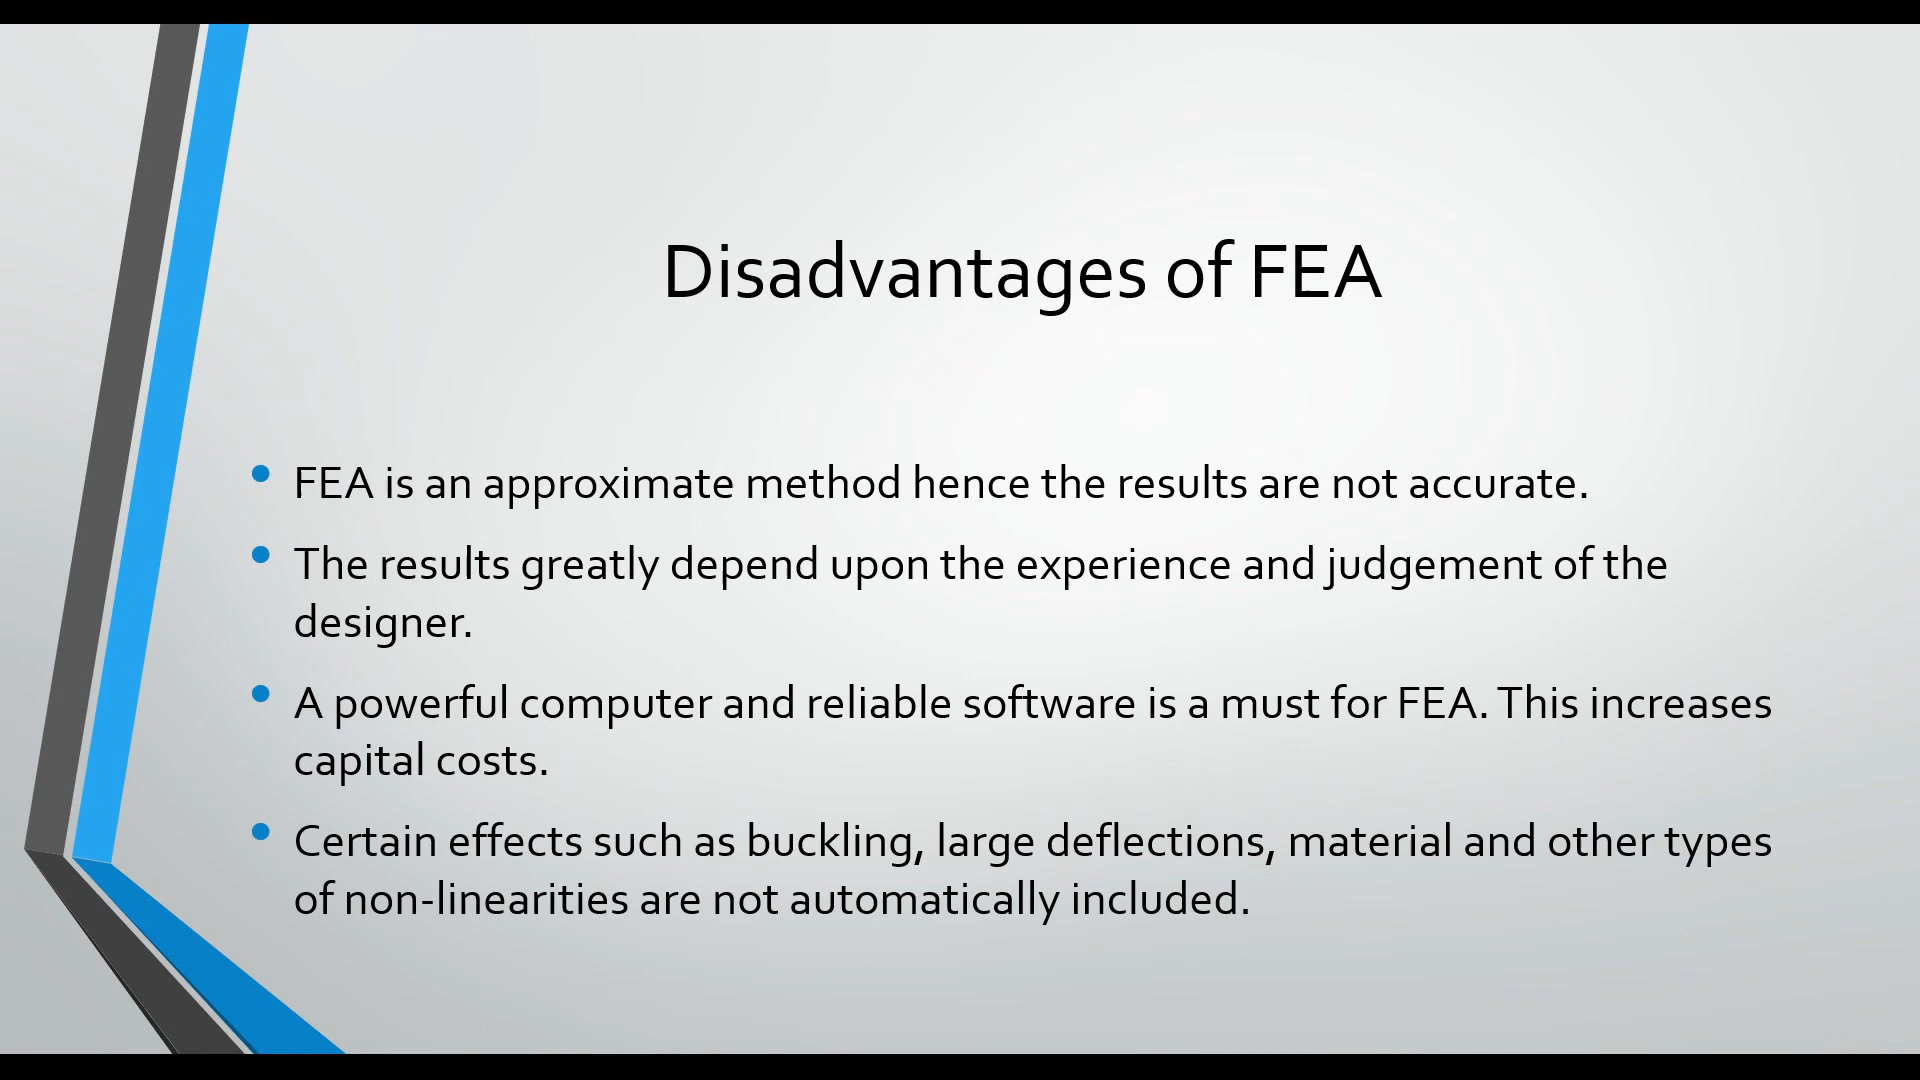 Disadvantages of FEA
• FEA is an approximate method hence the results are not accurate.
• The results greatly depend upon the experience and judgement of the
designer.
• A powerful computer and reliable software is a must for FEA. This increases
capital costs.
• Certain effects such as buckling, large deflections, material and other types
of non-linearities are not automatically included.